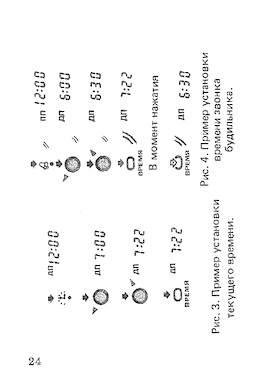 ДП 12:00
ДП 7:00
ДП 7:22
ВРЕМЯ ДП 7:22
Рис. 3. Пример установки
текущего времени.
ПП 12:00
ДП 6:00
ДП 6:30
ВРЕМЯ ДП 7:22
В момент нажатия
ВРЕМЯ ДП 6:30
Рис. 4. Пример установки
времени звонка
будильника.
24